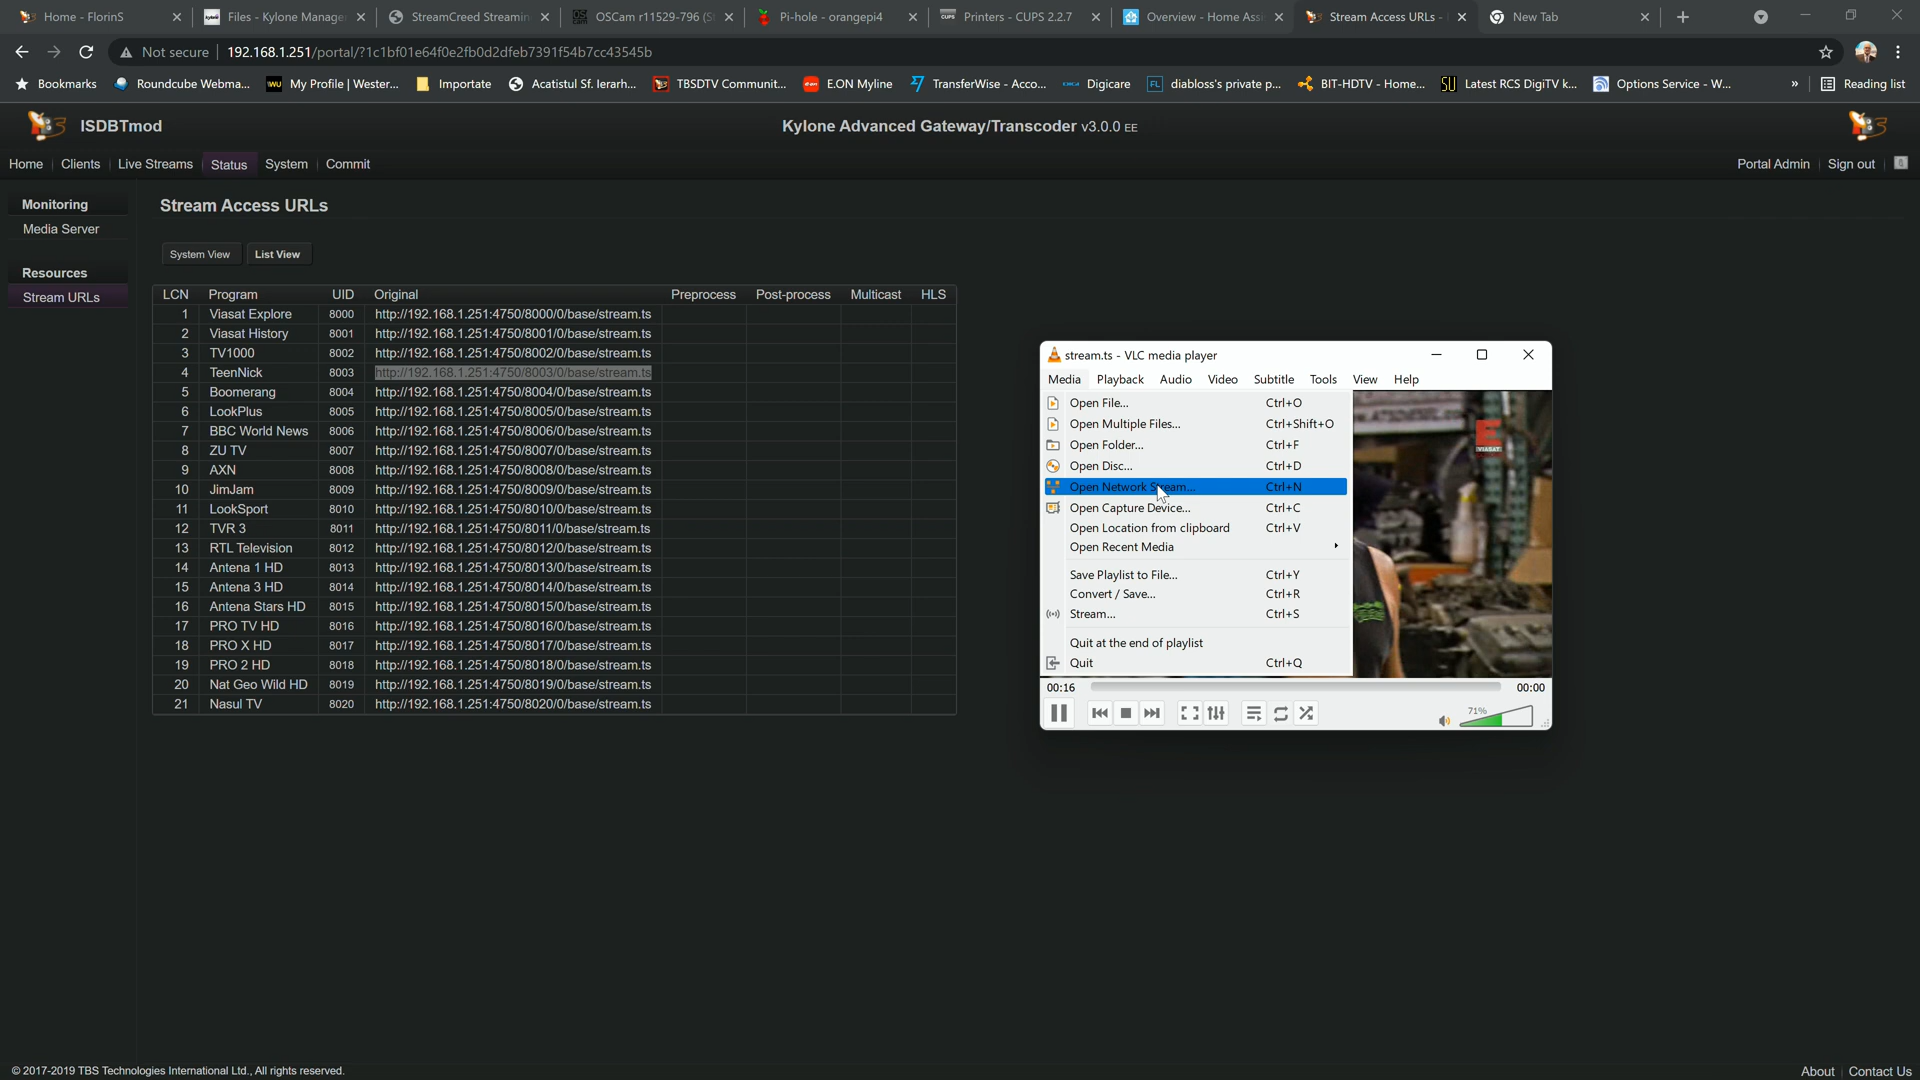 Home - FlorinS
Files - Kylone Manager
StreamCreed Streamin
OSCam r11529-796 (S
Pi-hole - orangepi4
Printers - CUPS 2.2.7
Overview - Home Assi
Stream Access URLs -
New Tab
Not secure
192.168.1.251/portal/?1c1bf01e64f0e2fb0d2dfeb7391f54b7cc43545b
Bookmarks
Roundcube Webma...
My Profile | Wester...
Importate
Acatistul Sf. Ierarh...
TBSDTV Communit...
E.ON Myline
TransferWise - Acco...
Digicare
diabloss's private p...
BIT-HDTV - Home...
Latest RCS DigiTV k...
Options Service - W...
»
Reading list
ISDBTmod
Kylone Advanced Gateway/Transcoder v3.0.0 EE
Home Clients Live Streams Status System Commit
Portal Admin Sign out
Monitoring
Media Server
Resources
Stream URLs
Stream Access URLs
System View List View
LCN Program UID Original Preprocess Post-process Multicast HLS
1 Viasat Explore 8000 http://192.168.1.251:4750/8000/0/base/stream.ts
2 Viasat History 8001 http://192.168.1.251:4750/8001/0/base/stream.ts
3 TV1000 8002 http://192.168.1.251:4750/8002/0/base/stream.ts
4 TeenNick 8003 http://192.168.1.251:4750/8003/0/base/stream.ts
5 Boomerang 8004 http://192.168.1.251:4750/8004/0/base/stream.ts
6 LookPlus 8005 http://192.168.1.251:4750/8005/0/base/stream.ts
7 BBC World News 8006 http://192.168.1.251:4750/8006/0/base/stream.ts
8 ZU TV 8007 http://192.168.1.251:4750/8007/0/base/stream.ts
9 AXN 8008 http://192.168.1.251:4750/8008/0/base/stream.ts
10 JimJam 8009 http://192.168.1.251:4750/8009/0/base/stream.ts
11 LookSport 8010 http://192.168.1.251:4750/8010/0/base/stream.ts
12 TVR 3 8011 http://192.168.1.251:4750/8011/0/base/stream.ts
13 RTL Television 8012 http://192.168.1.251:4750/8012/0/base/stream.ts
14 Antena 1 HD 8013 http://192.168.1.251:4750/8013/0/base/stream.ts
15 Antena 3 HD 8014 http://192.168.1.251:4750/8014/0/base/stream.ts
16 Antena Stars HD 8015 http://192.168.1.251:4750/8015/0/base/stream.ts
17 PRO TV HD 8016 http://192.168.1.251:4750/8016/0/base/stream.ts
18 PRO X HD 8017 http://192.168.1.251:4750/8017/0/base/stream.ts
19 PRO 2 HD 8018 http://192.168.1.251:4750/8018/0/base/stream.ts
20 Nat Geo Wild HD 8019 http://192.168.1.251:4750/8019/0/base/stream.ts
21 Nasul TV 8020 http://192.168.1.251:4750/8020/0/base/stream.ts
stream.ts - VLC media player
Media Playback Audio Video Subtitle Tools View Help
Open File... Ctrl+O
Open Multiple Files... Ctrl+Shift+O
Open Folder... Ctrl+F
Open Disc... Ctrl+D
Open Network Stream... Ctrl+N
Open Capture Device... Ctrl+C
Open Location from clipboard Ctrl+V
Open Recent Media
Save Playlist to File... Ctrl+Y
Convert / Save... Ctrl+R
Stream... Ctrl+S
Quit at the end of playlist
Quit Ctrl+Q
E
VIASAT
00:16
00:00
71%
© 2017-2019 TBS Technologies International Ltd., All rights reserved.
About Contact Us